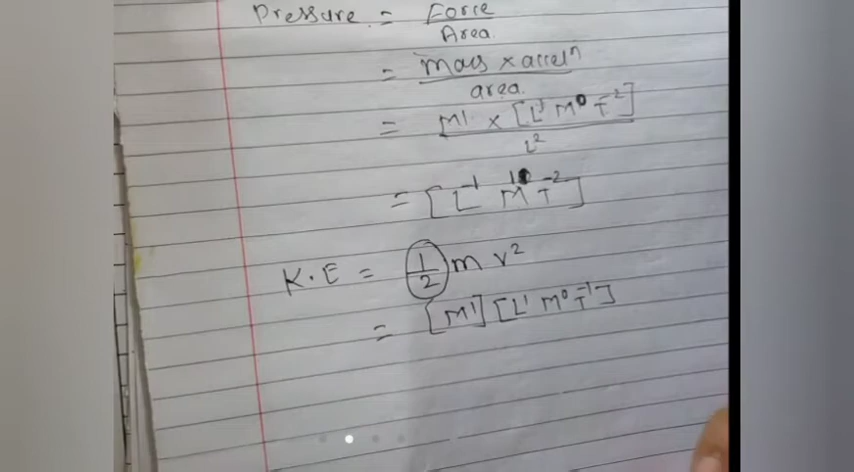 Pressure = Force
Area
= Mass x acceln
area
= M¹ x [L¹ M⁰ T⁻²]
L²
= [L⁻¹ M¹ T⁻²]
K.E = 1/2 m v²
= [M¹] [L¹ M⁰ T⁻¹]